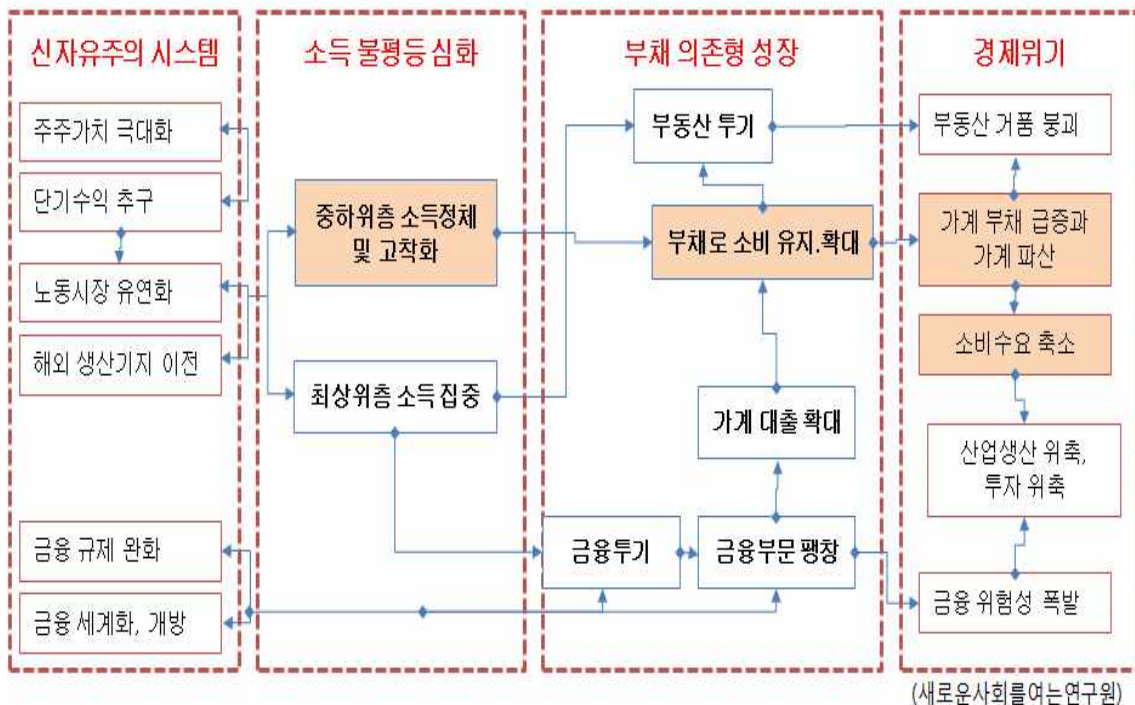 신자유주의 시스템
주주가치 극대화
단기수익 추구
노동시장 유연화
해외 생산기지 이전
금융 규제 완화
금융 세계화, 개방
소득 불평등 심화
중하위층 소득정체
및 고착화
최상위층 소득 집중
부채 의존형 성장
부동산 투기
부채로 소비 유지.확대
가계 대출 확대
금융투기
금융부문 팽창
경제위기
부동산 거품 붕괴
가계 부채 급증과
가계 파산
소비수요 축소
산업생산 위축,
투자 위축
금융 위험성 폭발
(새로운사회를여는연구원)